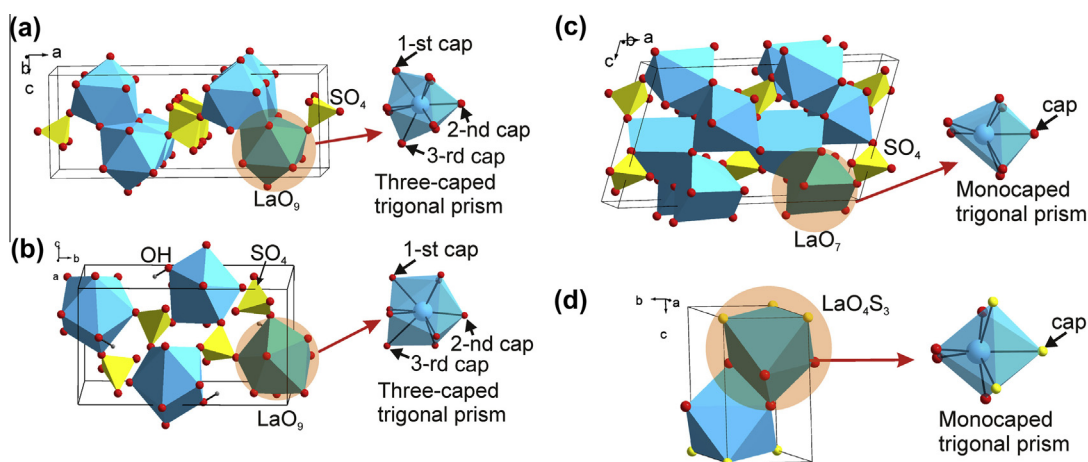 (a)
b
a
c
1-st cap
SO4
2-nd cap
3-rd cap
LaO9
Three-caped
trigonal prism
(b)
c
b
a
OH
SO4
1-st cap
2-nd cap
3-rd cap
LaO9
Three-caped
trigonal prism
(c)
b
a
c
cap
SO4
Monocaped
trigonal prism
LaO7
(d)
b
a
c
LaO4S3
cap
Monocaped
trigonal prism